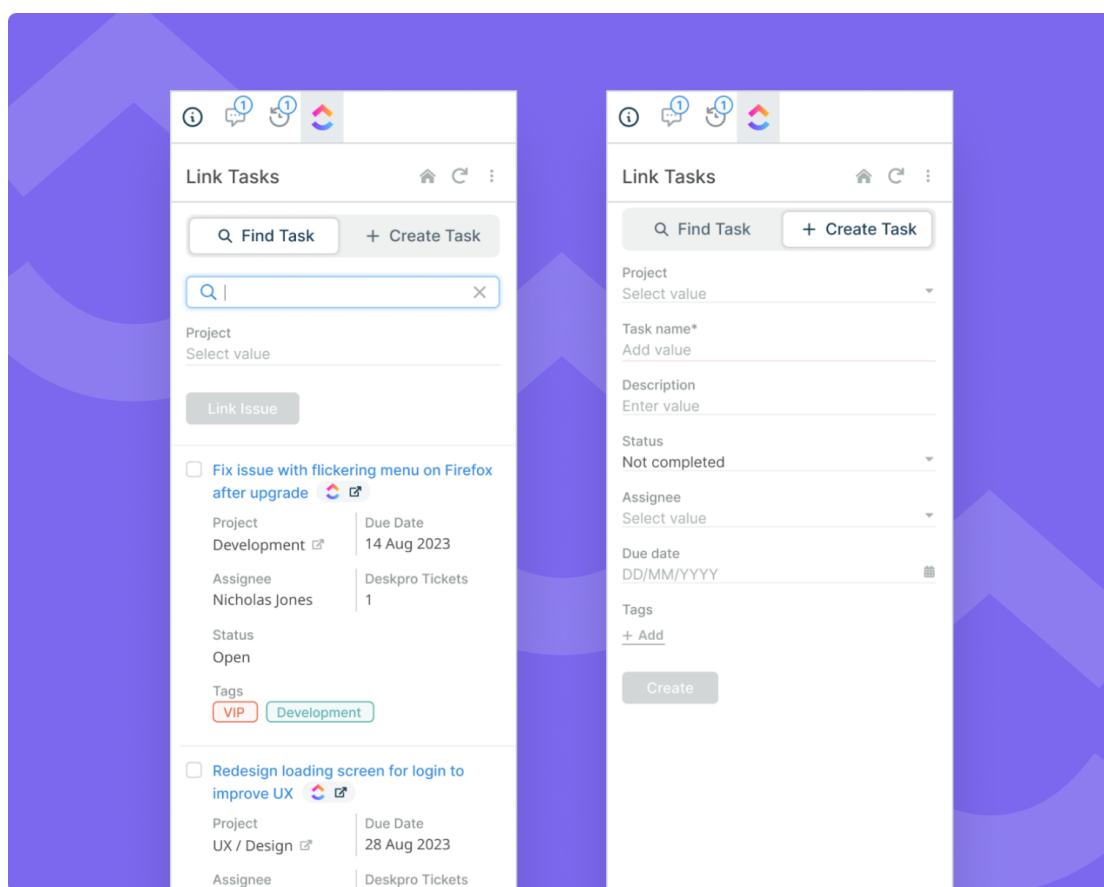 1 1
Link Tasks
Find Task + Create Task
Project
Select value
Link Issue
Fix issue with flickering menu on Firefox
after upgrade
Project Due Date
Development 14 Aug 2023
Assignee Deskpro Tickets
Nicholas Jones 1
Status
Open
Tags
VIP Development
Redesign loading screen for login to
improve UX
Project Due Date
UX / Design 28 Aug 2023
Assignee Deskpro Tickets
1 1
Link Tasks
Find Task + Create Task
Project
Select value
Task name*
Add value
Description
Enter value
Status
Not completed
Assignee
Select value
Due date
DD/MM/YYYY
Tags
+ Add
Create